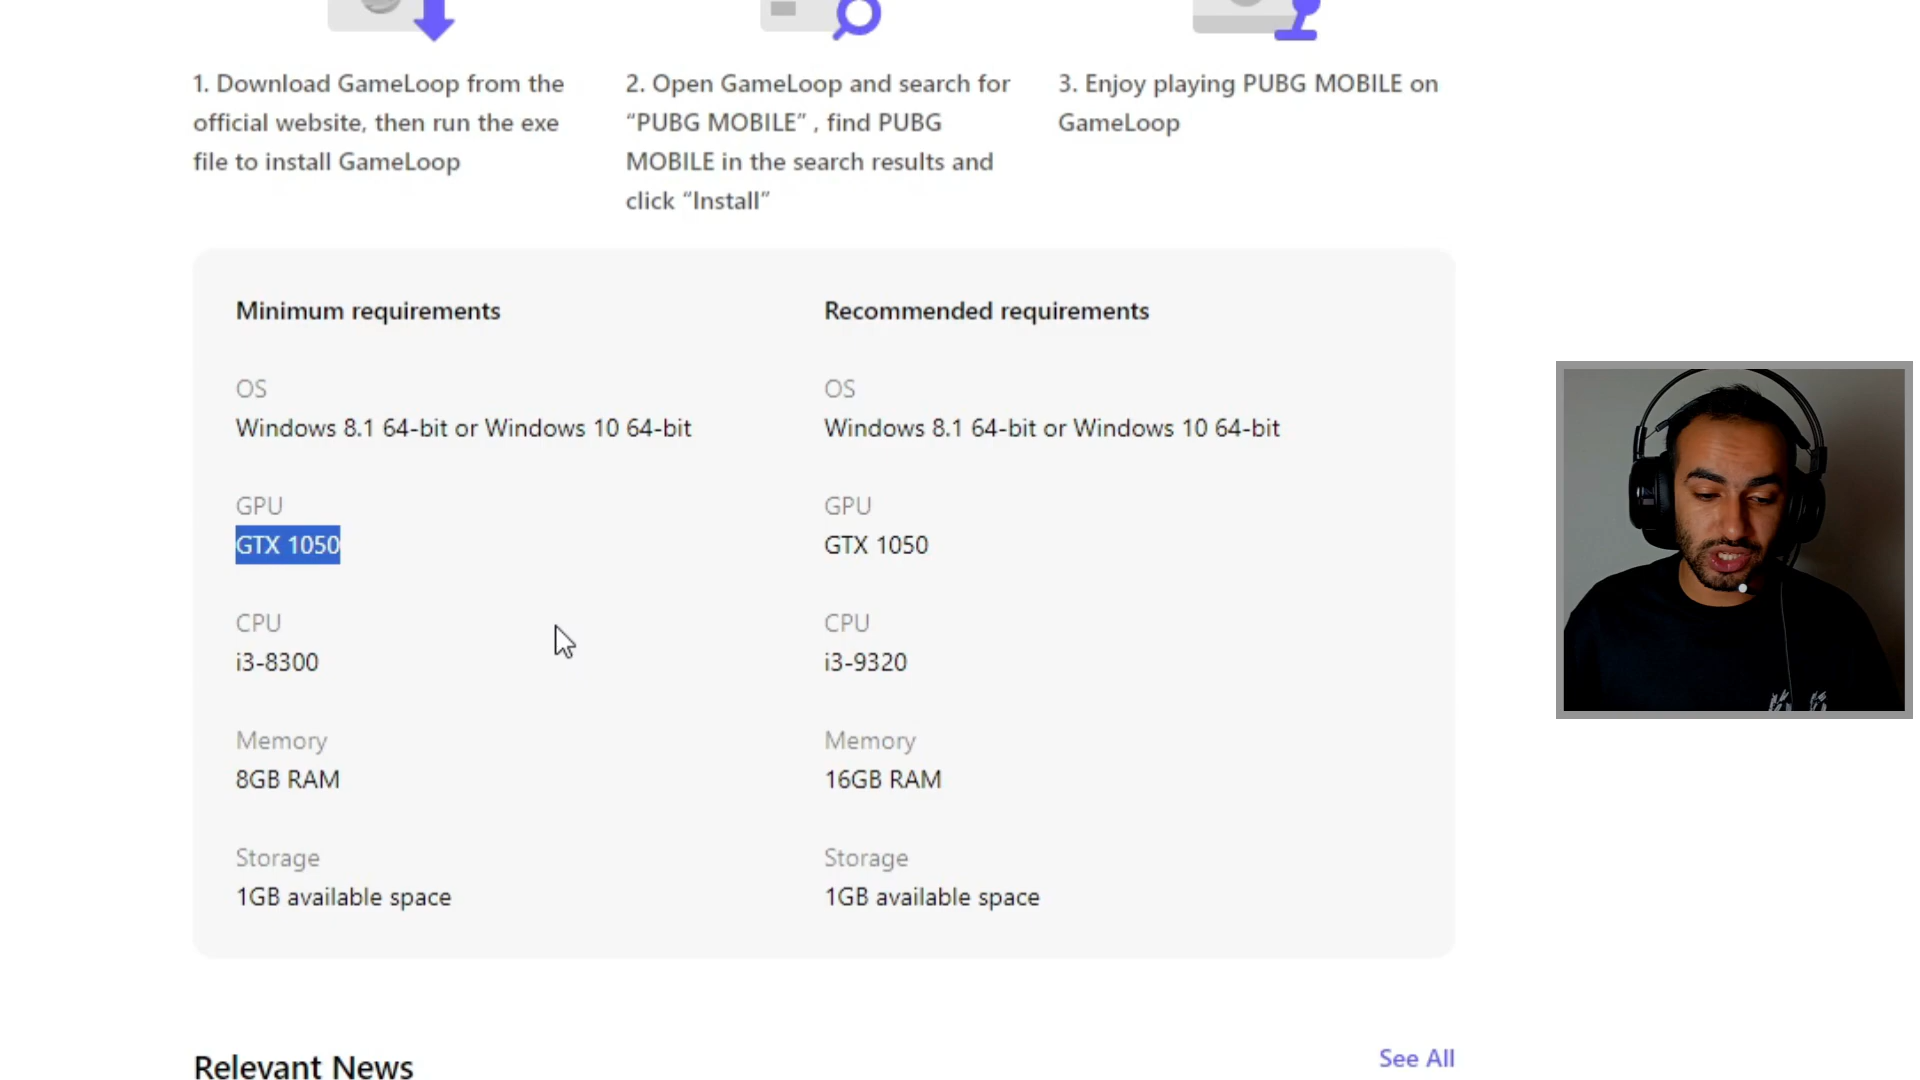 1. Download GameLoop from the
official website, then run the exe
file to install GameLoop
2. Open GameLoop and search for
“PUBG MOBILE” , find PUBG
MOBILE in the search results and
click “Install”
3. Enjoy playing PUBG MOBILE on
GameLoop
Minimum requirements
OS
Windows 8.1 64-bit or Windows 10 64-bit
GPU
GTX 1050
CPU
i3-8300
Memory
8GB RAM
Storage
1GB available space
Recommended requirements
OS
Windows 8.1 64-bit or Windows 10 64-bit
GPU
GTX 1050
CPU
i3-9320
Memory
16GB RAM
Storage
1GB available space
Relevant News
See All